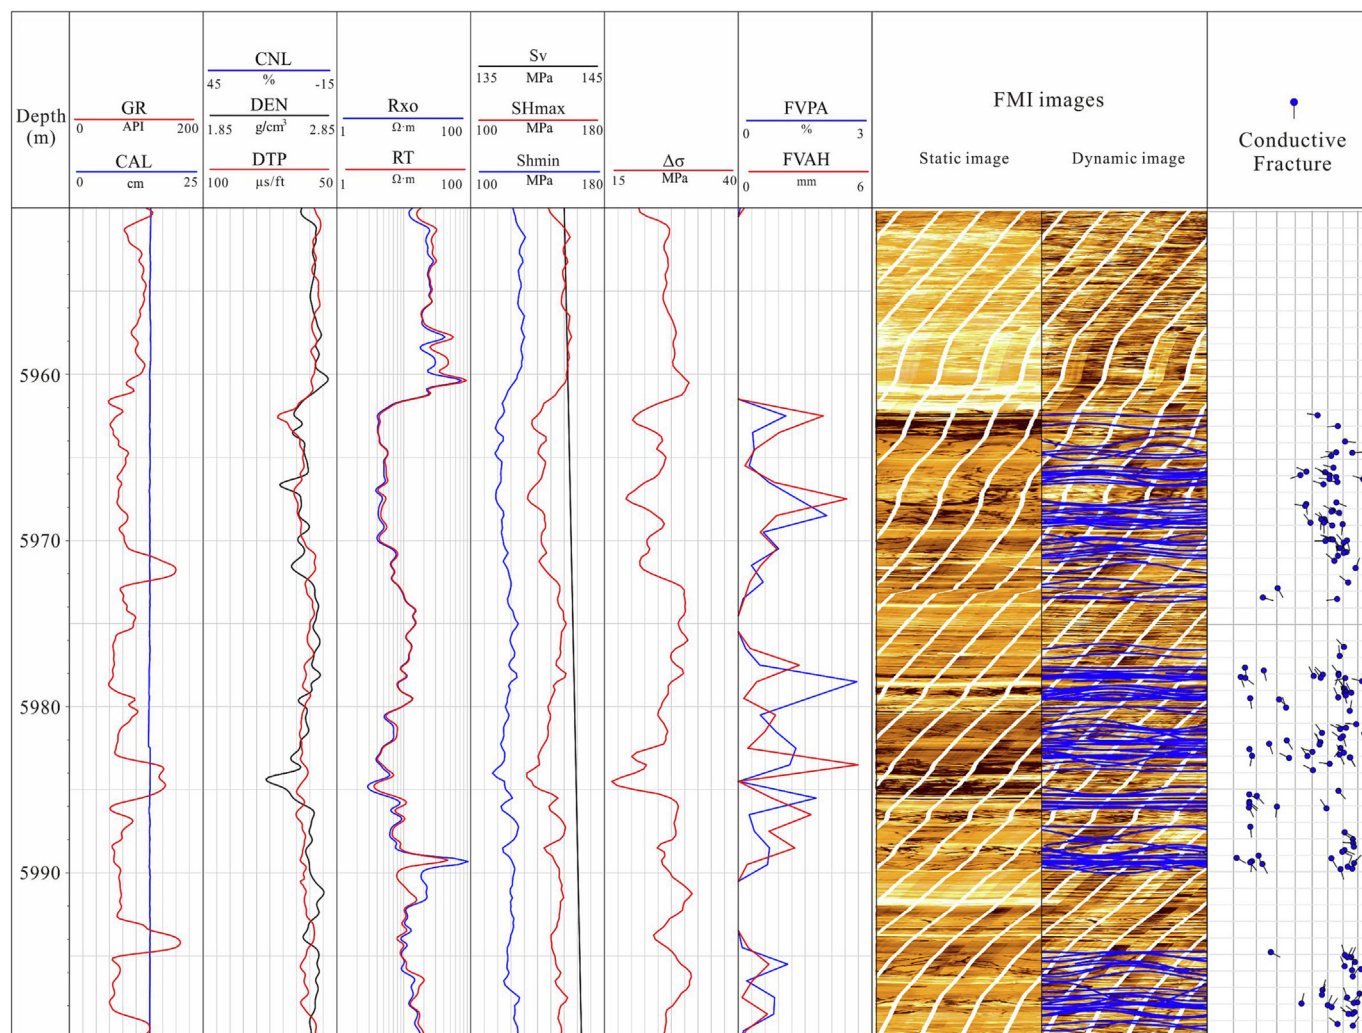 Depth
(m)
GR
0 API 200
CAL
0 cm 25
CNL
45 % -15
DEN
1.85 g/cm³ 2.85
DTP
100 μs/ft 50
Rxo
1 Ω·m 100
RT
1 Ω·m 100
Sv
135 MPa 145
SHmax
100 MPa 180
Shmin
100 MPa 180
Δσ
15 MPa 40
FVPA
0 % 3
FVAH
0 mm 6
FMI images
Static image Dynamic image
Conductive
Fracture
5960
5970
5980
5990